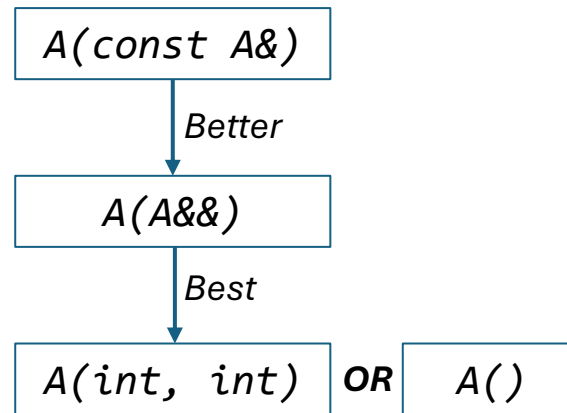 A(const A&)
Better
A(A&&)
Best
A(int, int) OR A()